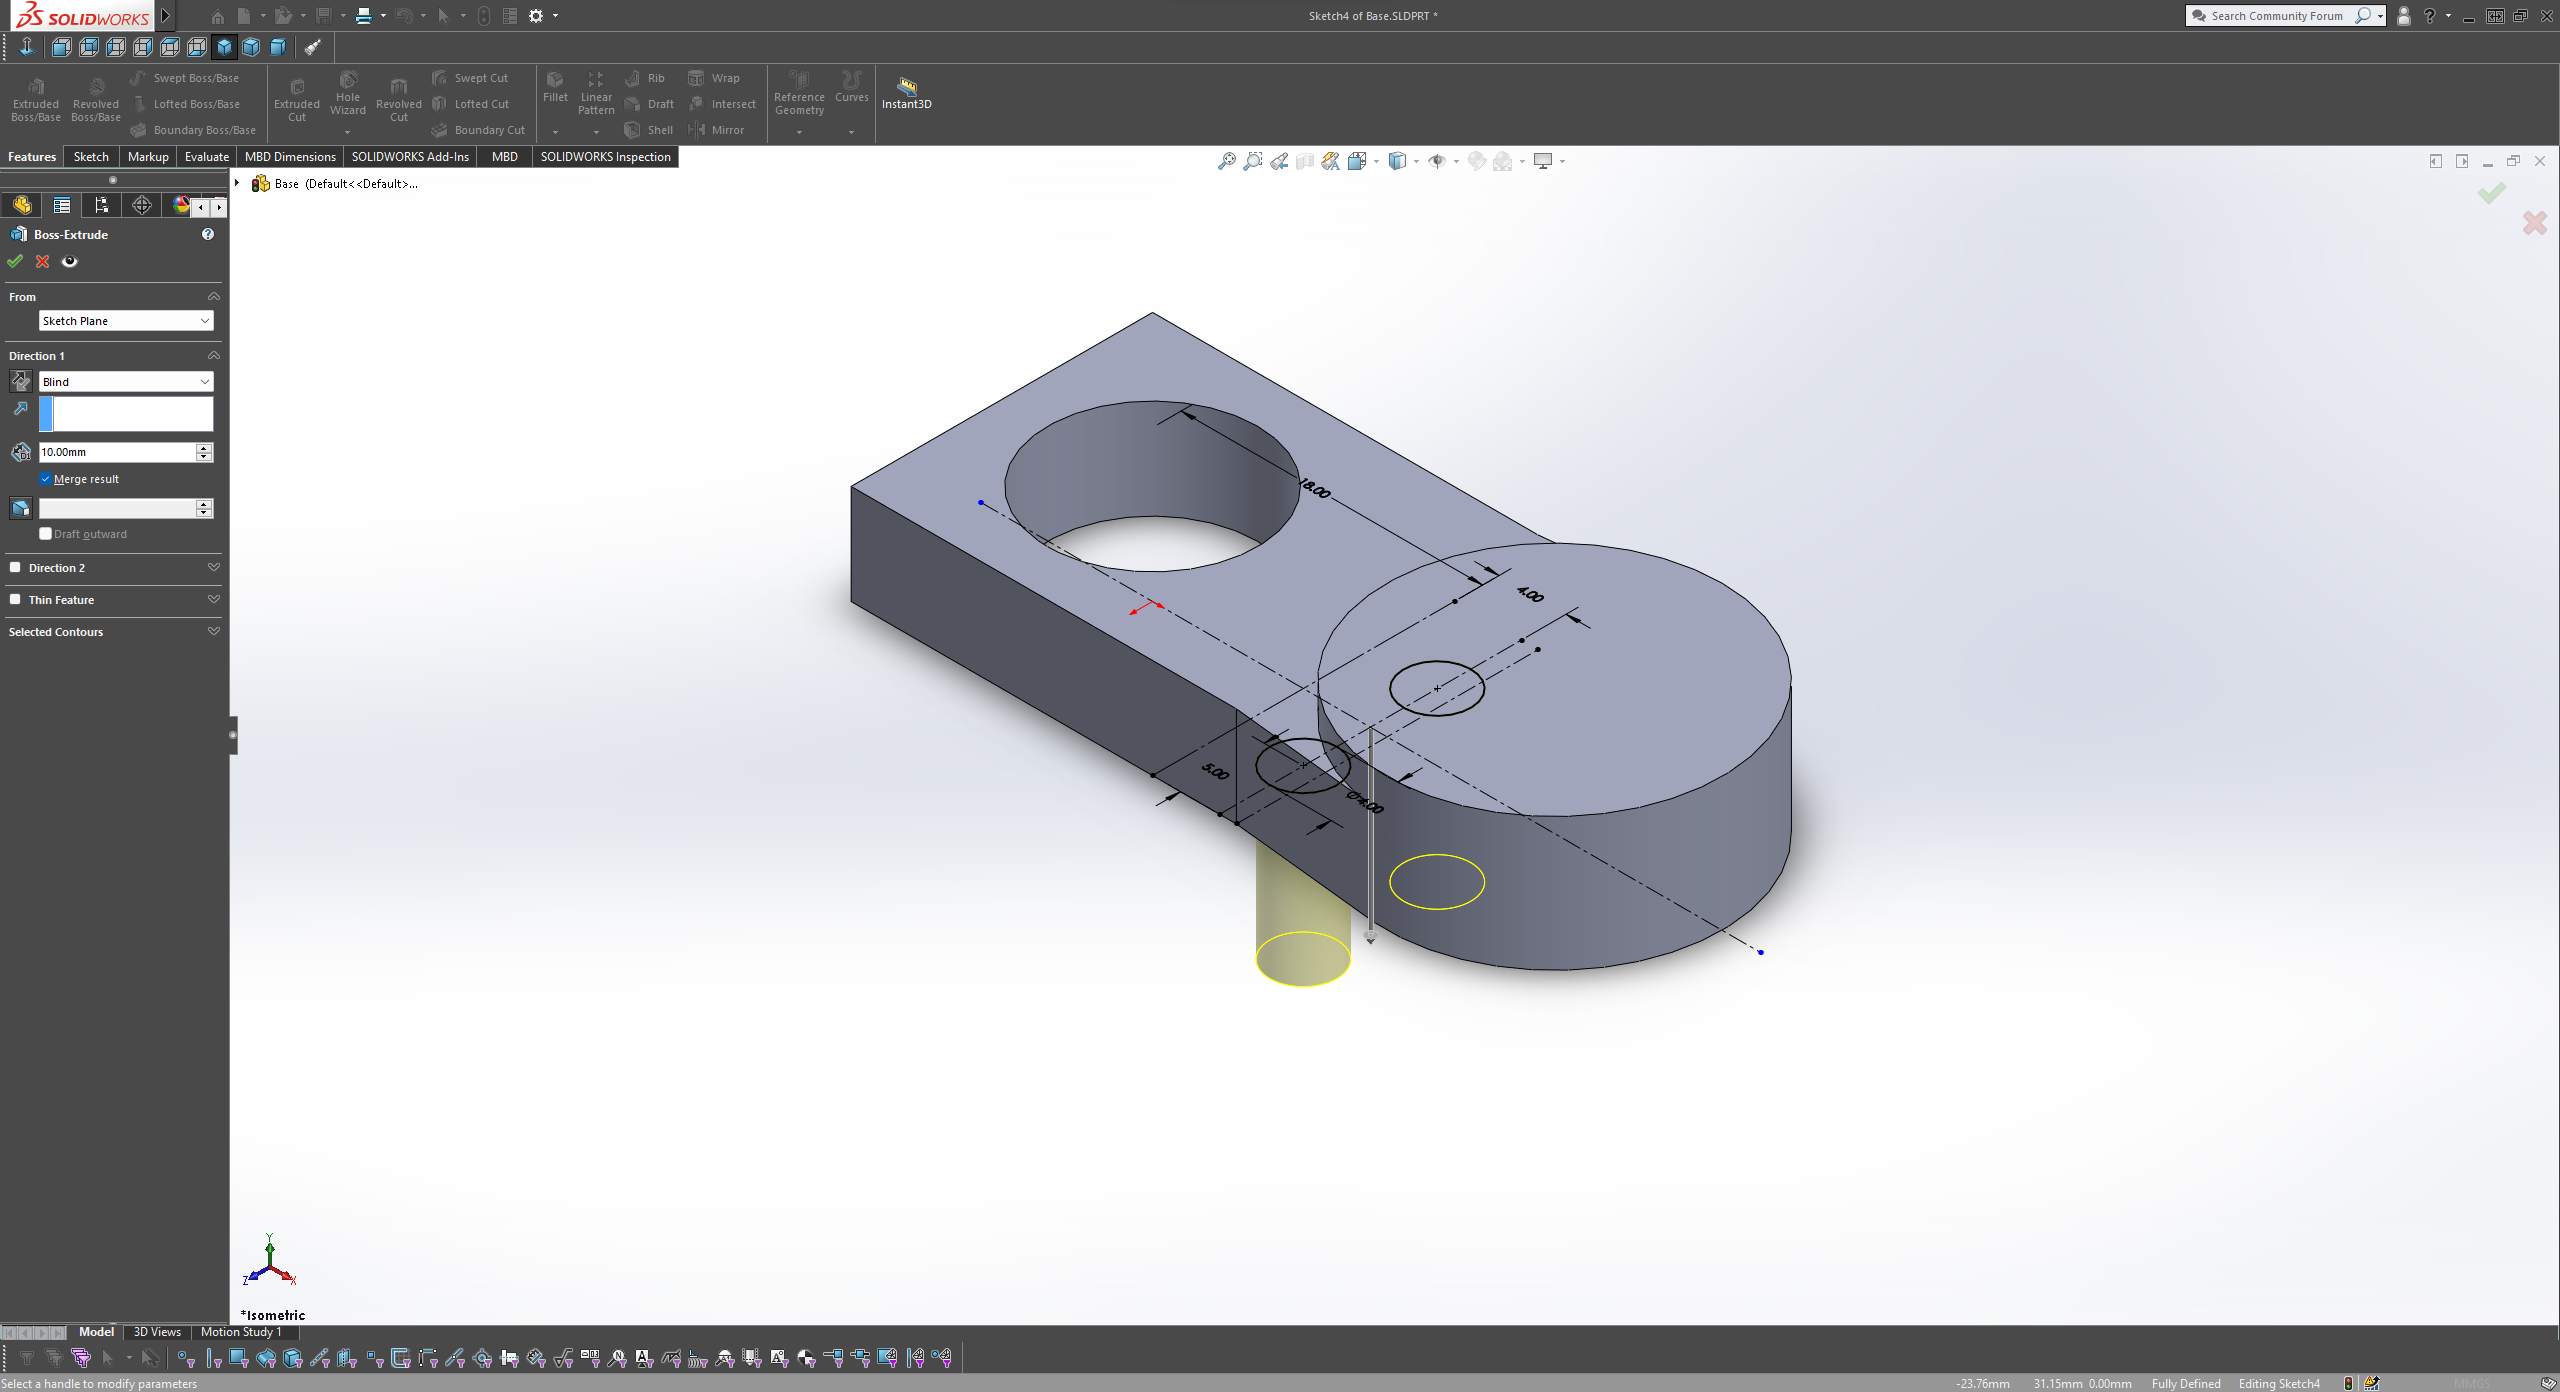 SOLIDWORKS
Sketch4 of Base.SLDPRT *
Search Community Forum
Extruded Boss/Base
Revolved Boss/Base
Swept Boss/Base
Lofted Boss/Base
Boundary Boss/Base
Extruded Cut
Hole Wizard
Revolved Cut
Swept Cut
Lofted Cut
Boundary Cut
Fillet
Linear Pattern
Rib
Draft
Shell
Wrap
Intersect
Mirror
Reference Geometry
Curves
Instant3D
Features Sketch Markup Evaluate MBD Dimensions SOLIDWORKS Add-Ins MBD SOLIDWORKS Inspection
Base (Default<<Default>...
Boss-Extrude
From
Sketch Plane
Direction 1
Blind
10.00mm
Merge result
Draft outward
Direction 2
Thin Feature
Selected Contours
18.00
4.00
5.00
Ø4.00
Y
Z
X
*Isometric
Model 3D Views Motion Study 1
Select a handle to modify parameters
-23.76mm 31.15mm 0.00mm Fully Defined Editing Sketch4 MMGS